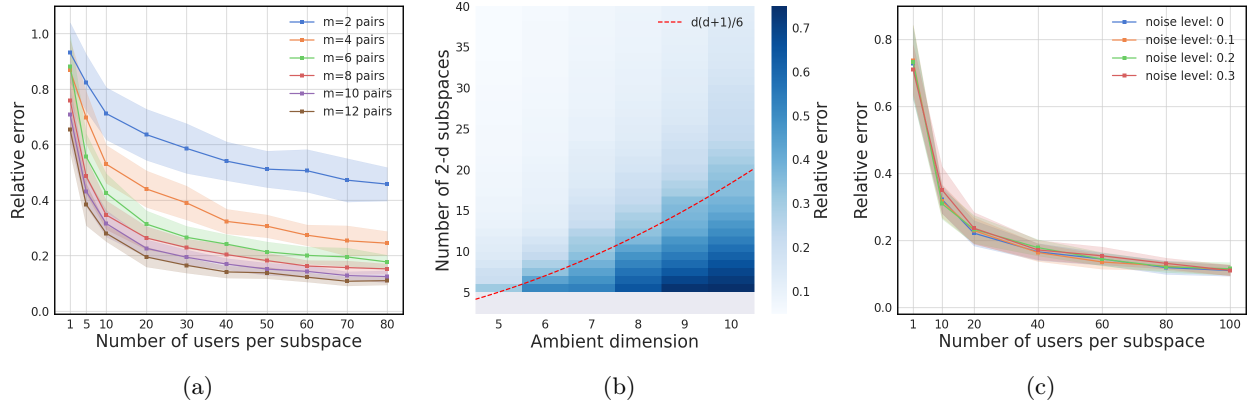 Relative error
1.0
0.8
0.6
0.4
0.2
0.0
m=2 pairs
m=4 pairs
m=6 pairs
m=8 pairs
m=10 pairs
m=12 pairs
1 5 10 20 30 40 50 60 70 80
Number of users per subspace
(a)
Number of 2-d subspaces
40
35
30
25
20
15
10
5
d(d+1)/6
5 6 7 8 9 10
Ambient dimension
0.7
0.6
0.5
0.4
0.3
0.2
0.1
Relative error
(b)
Relative error
0.8
0.6
0.4
0.2
0.0
noise level: 0
noise level: 0.1
noise level: 0.2
noise level: 0.3
1 10 20 40 60 80 100
Number of users per subspace
(c)